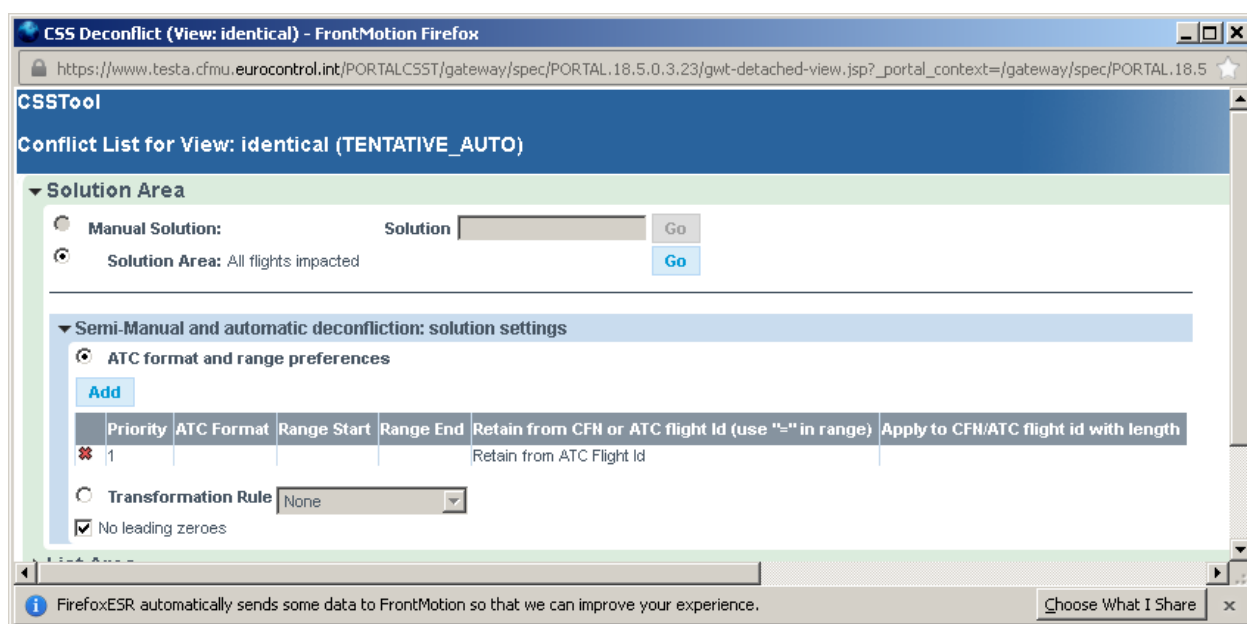 CSS Deconflict (View: identical) - FrontMotion Firefox
https://www.testa.cfmu.eurocontrol.int/PORTALCSST/gateway/spec/PORTAL.18.5.0.3.23/gwt-detached-view.jsp?_portal_context=/gateway/spec/PORTAL.18.5
CSSTool
Conflict List for View: identical (TENTATIVE_AUTO)
Solution Area
Manual Solution: Solution Go
Solution Area: All flights impacted Go
Semi-Manual and automatic deconfliction: solution settings
ATC format and range preferences
Add
Priority ATC Format Range Start Range End Retain from CFN or ATC flight Id (use "=" in range) Apply to CFN/ATC flight id with length
1 Retain from ATC Flight Id
Transformation Rule None
No leading zeroes
List Area
FirefoxESR automatically sends some data to FrontMotion so that we can improve your experience. Choose What I Share